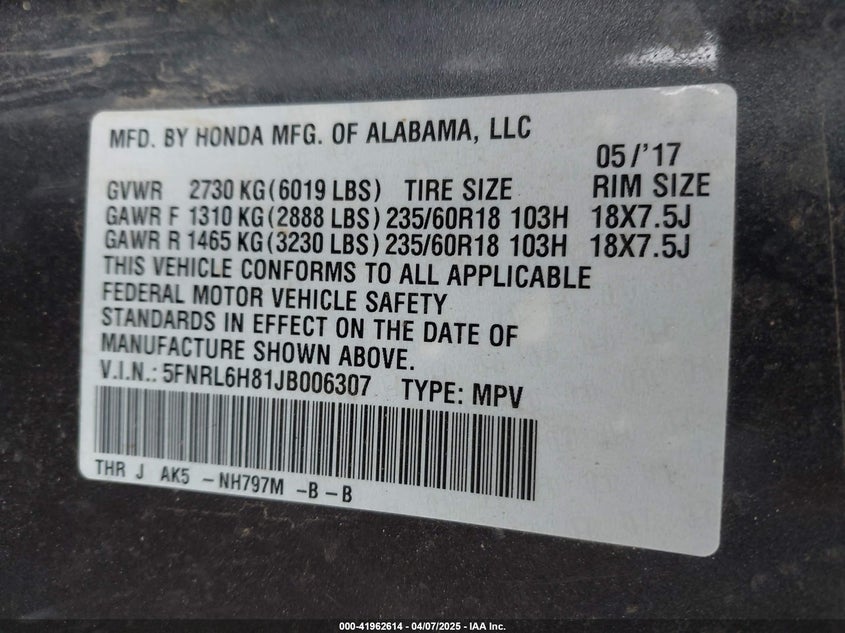 MFD. BY HONDA MFG. OF ALABAMA, LLC
05/'17
GVWR 2730 KG(6019 LBS) TIRE SIZE RIM SIZE
GAWR F 1310 KG(2888 LBS) 235/60R18 103H 18X7.5J
GAWR R 1465 KG(3230 LBS) 235/60R18 103H 18X7.5J
THIS VEHICLE CONFORMS TO ALL APPLICABLE
FEDERAL MOTOR VEHICLE SAFETY
STANDARDS IN EFFECT ON THE DATE OF
MANUFACTURE SHOWN ABOVE.
V.I.N.: 5FNRL6H81JB006307 TYPE: MPV
THR J AK5 -NH797M -B-B
000-41962614 - 04/07/2025 - IAA Inc.